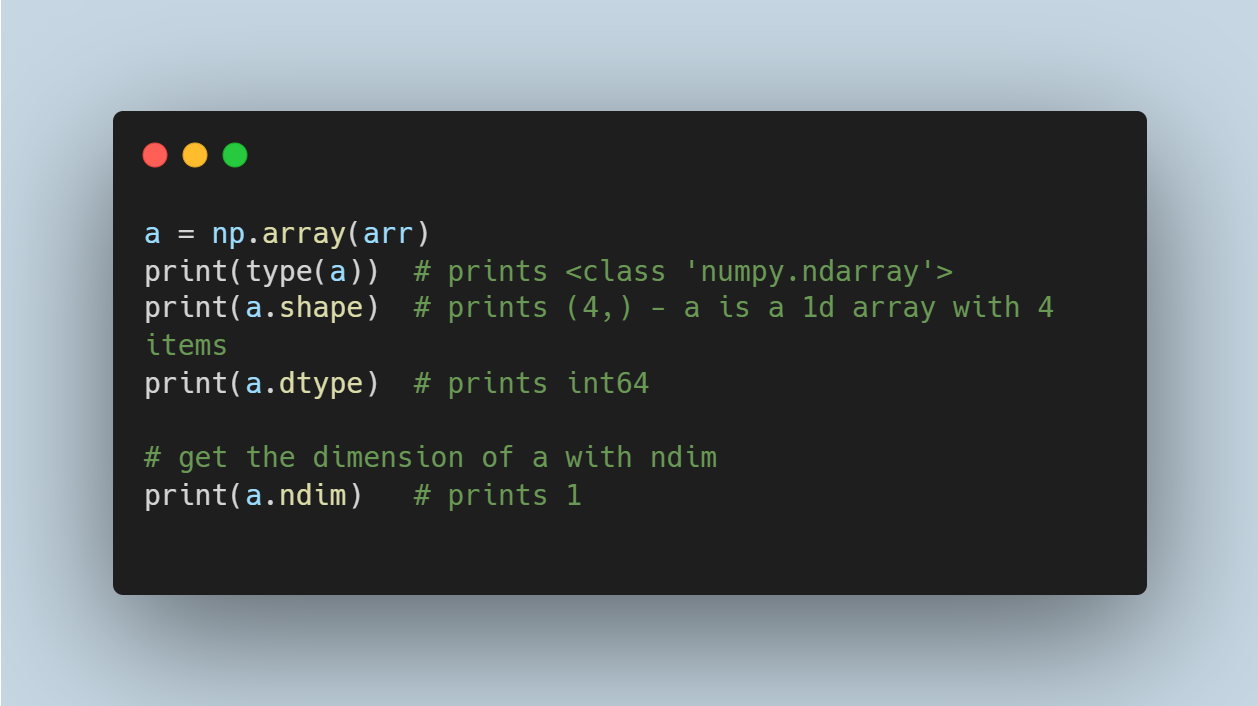 a = np.array(arr)
print(type(a))  # prints <class 'numpy.ndarray'>
print(a.shape)  # prints (4,) - a is a 1d array with 4
items
print(a.dtype)  # prints int64

# get the dimension of a with ndim
print(a.ndim)   # prints 1